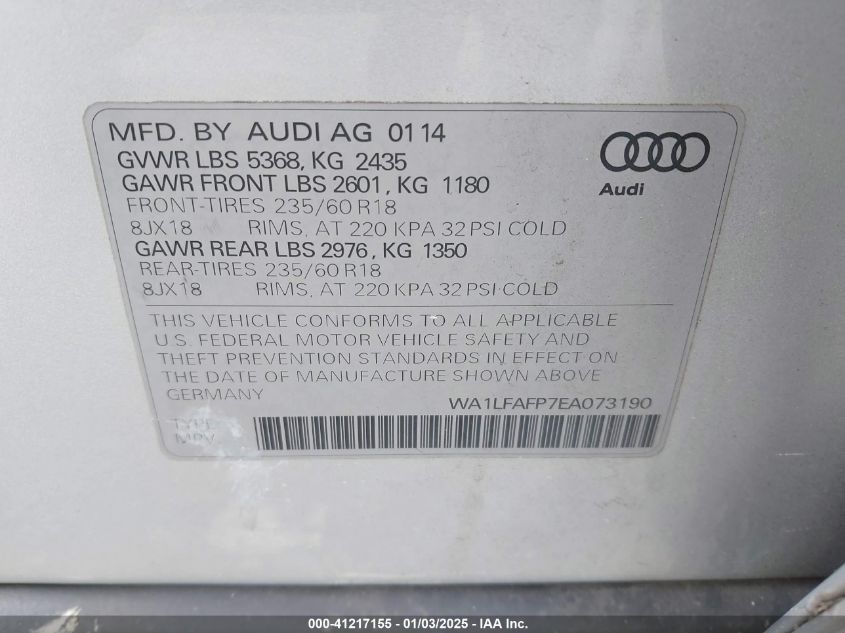 MFD. BY AUDI AG 01 14
GVWR LBS 5368, KG 2435
GAWR FRONT LBS 2601, KG 1180
FRONT-TIRES 235/60 R18
8JX18 RIMS, AT 220 KPA 32 PSI COLD
GAWR REAR LBS 2976, KG 1350
REAR-TIRES 235/60 R18
8JX18 RIMS, AT 220 KPA 32 PSI COLD
Audi
THIS VEHICLE CONFORMS TO ALL APPLICABLE
U.S. FEDERAL MOTOR VEHICLE SAFETY AND
THEFT PREVENTION STANDARDS IN EFFECT ON
THE DATE OF MANUFACTURE SHOWN ABOVE
GERMANY
WA1LFAFP7EA073190
TYPE
MPV
000-41217155 - 01/03/2025 - IAA Inc.